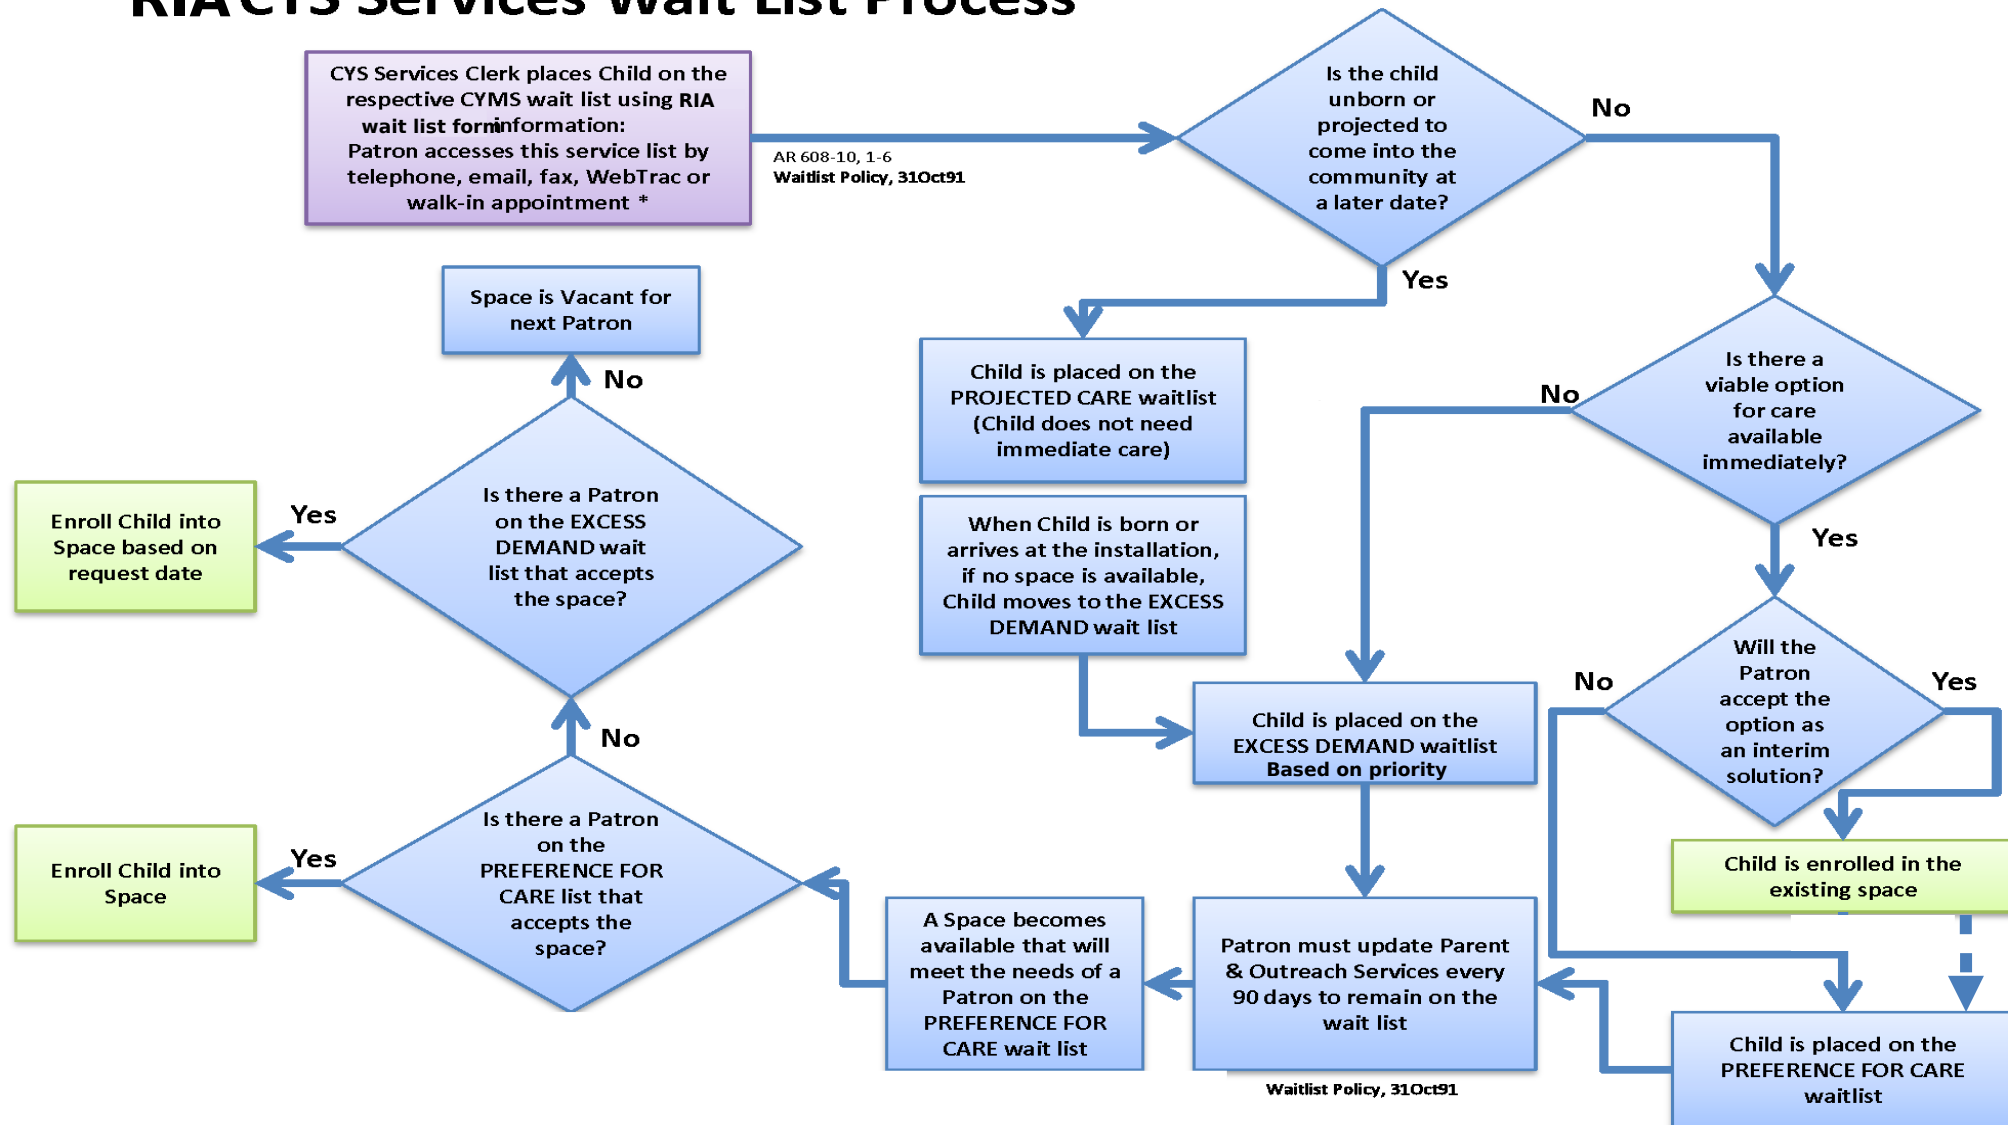 RIA CYS Services Wait List Process
CYS Services Clerk places Child on the
respective CYMS wait list using RIA
wait list form information:
Patron accesses this service list by
telephone, email, fax, WebTrac or
walk-in appointment *
AR 608-10, 1-6
Waitlist Policy, 31Oct91
Is the child
unborn or
projected to
come into the
community at
a later date?
No
Yes
Space is Vacant for
next Patron
No
Child is placed on the
PROJECTED CARE waitlist
(Child does not need
immediate care)
Is there a
viable option
for care
available
immediately?
No
Yes
Is there a Patron
on the EXCESS
DEMAND wait
list that accepts
the space?
Yes
Enroll Child into
Space based on
request date
When Child is born or
arrives at the installation,
if no space is available,
Child moves to the EXCESS
DEMAND wait list
Will the
Patron
accept the
option as
an interim
solution?
No
Yes
Child is placed on the
EXCESS DEMAND waitlist
Based on priority
No
Is there a Patron
on the
PREFERENCE FOR
CARE list that
accepts the
space?
Yes
Enroll Child into
Space
Child is enrolled in the
existing space
A Space becomes
available that will
meet the needs of a
Patron on the
PREFERENCE FOR
CARE wait list
Patron must update Parent
& Outreach Services every
90 days to remain on the
wait list
Waitlist Policy, 31Oct91
Child is placed on the
PREFERENCE FOR CARE
waitlist